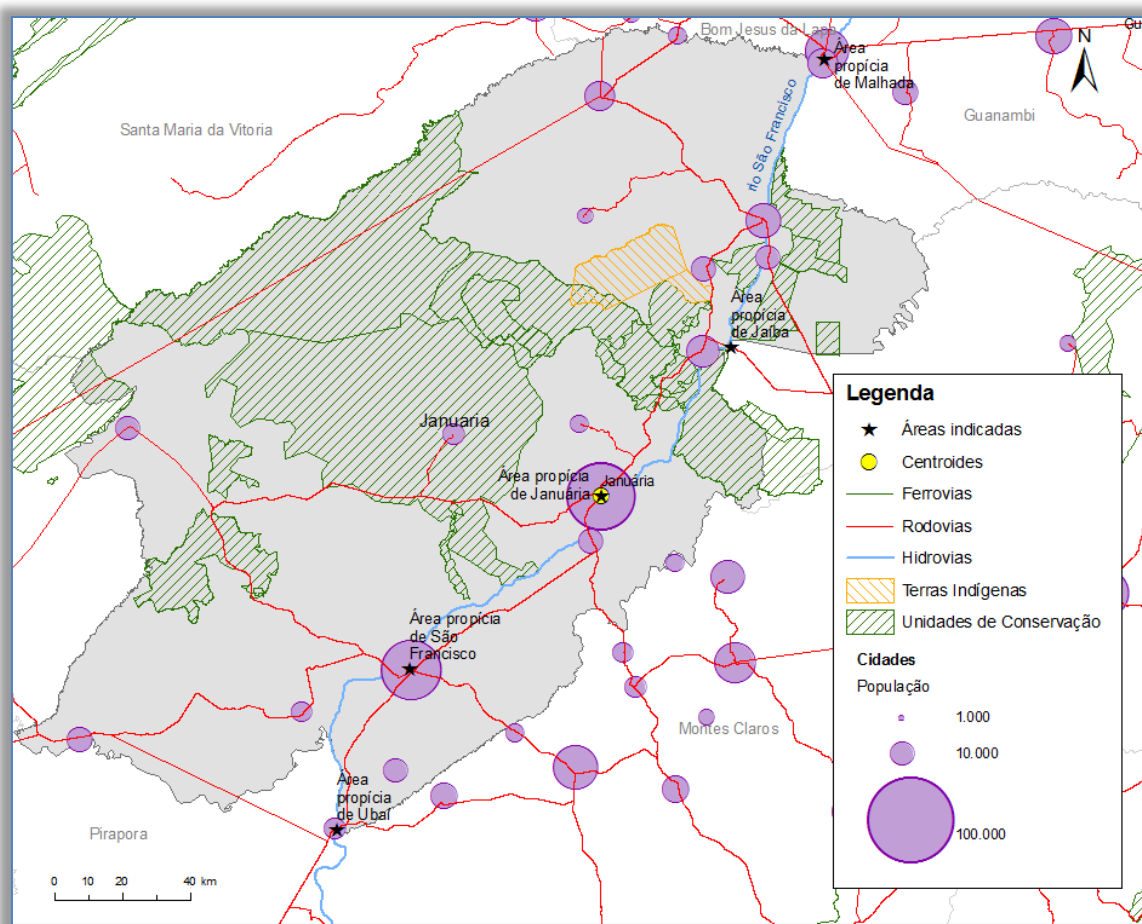 Bom Jesus da Lapa
Gu
N
Área
propícia
de Malhada
Santa Maria da Vitoria
Guanambi
rio São Francisco
Área
propícia
de Jaíba
Januaria
Área propícia
de Januária
Januária
Área propícia
de São
Francisco
Montes Claros
Área
propícia
de Ubaí
Pirapora
0 10 20 40 km
Legenda
Áreas indicadas
Centroides
Ferrovias
Rodovias
Hidrovias
Terras Indígenas
Unidades de Conservação
Cidades
População
1.000
10.000
100.000